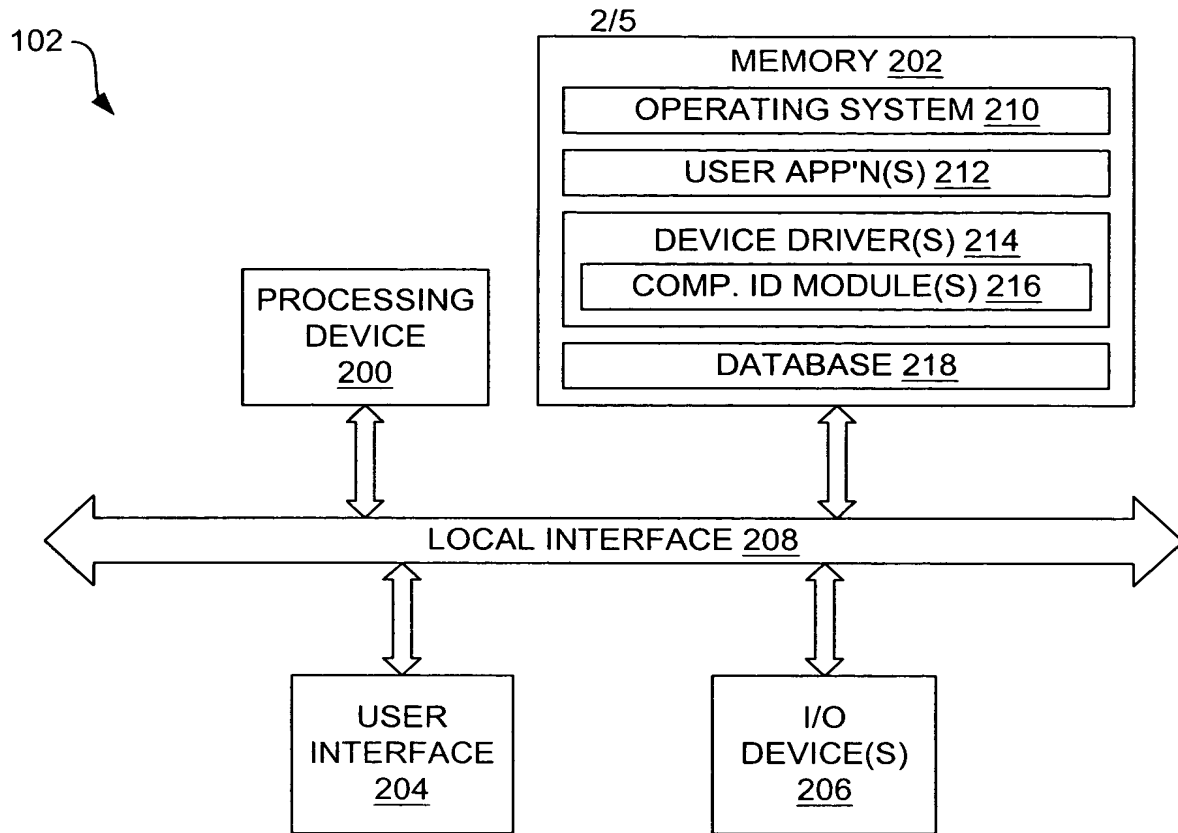 2/5
102
MEMORY 202
OPERATING SYSTEM 210
USER APP'N(S) 212
DEVICE DRIVER(S) 214
COMP. ID MODULE(S) 216
DATABASE 218
PROCESSING
DEVICE
200
LOCAL INTERFACE 208
USER
INTERFACE
204
I/O
DEVICE(S)
206